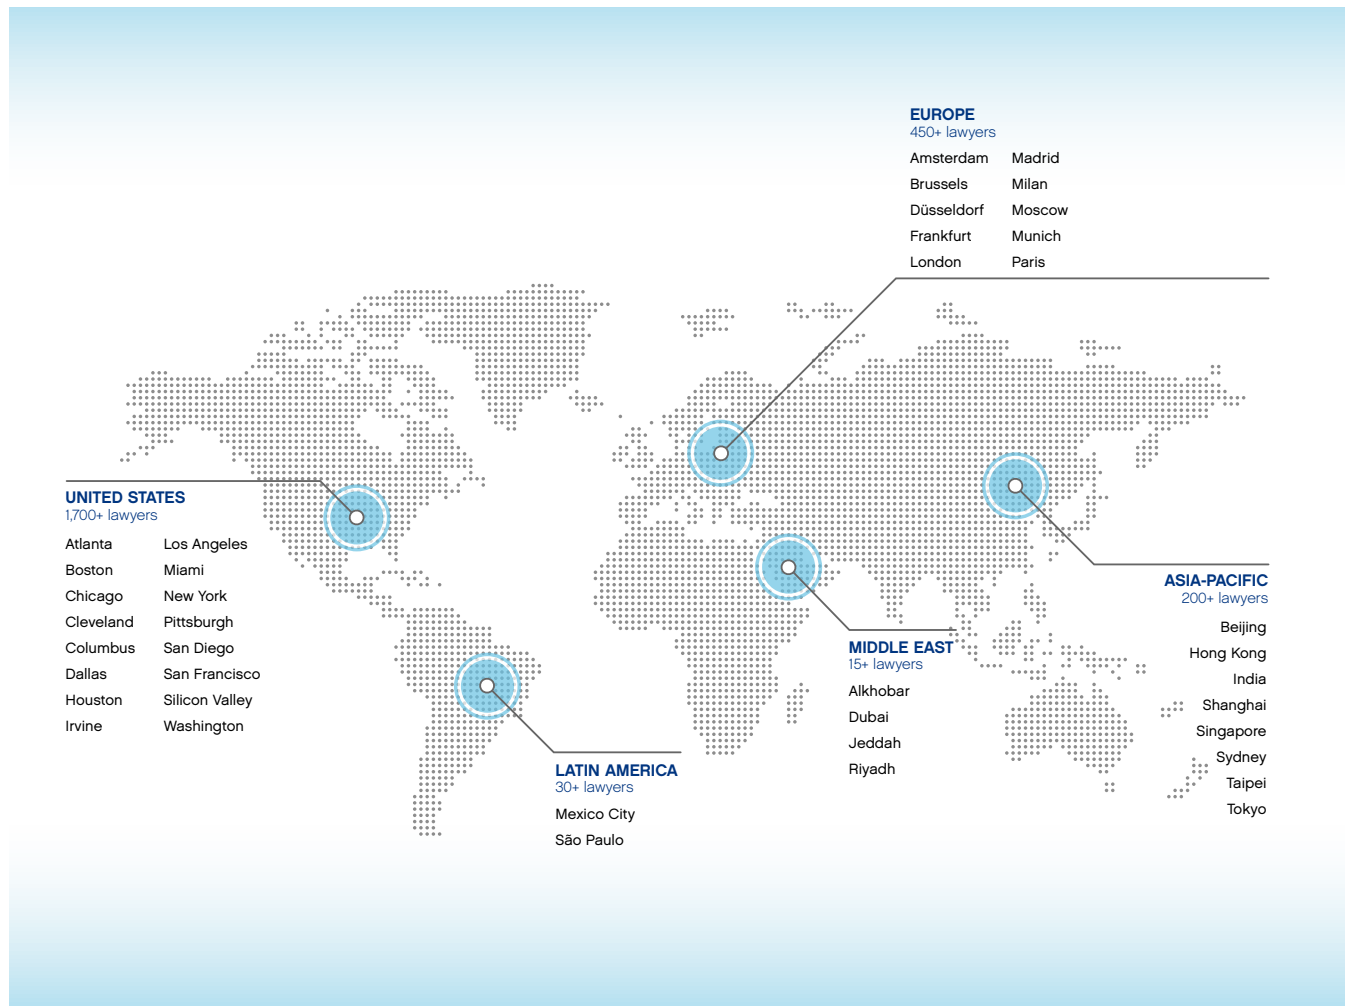 EUROPE
450+ lawyers
Amsterdam Madrid
Brussels Milan
Düsseldorf Moscow
Frankfurt Munich
London Paris
UNITED STATES
1,700+ lawyers
Atlanta Los Angeles
Boston Miami
Chicago New York
Cleveland Pittsburgh
Columbus San Diego
Dallas San Francisco
Houston Silicon Valley
Irvine Washington
LATIN AMERICA
30+ lawyers
Mexico City
São Paulo
MIDDLE EAST
15+ lawyers
Alkhobar
Dubai
Jeddah
Riyadh
ASIA-PACIFIC
200+ lawyers
Beijing
Hong Kong
India
Shanghai
Singapore
Sydney
Taipei
Tokyo